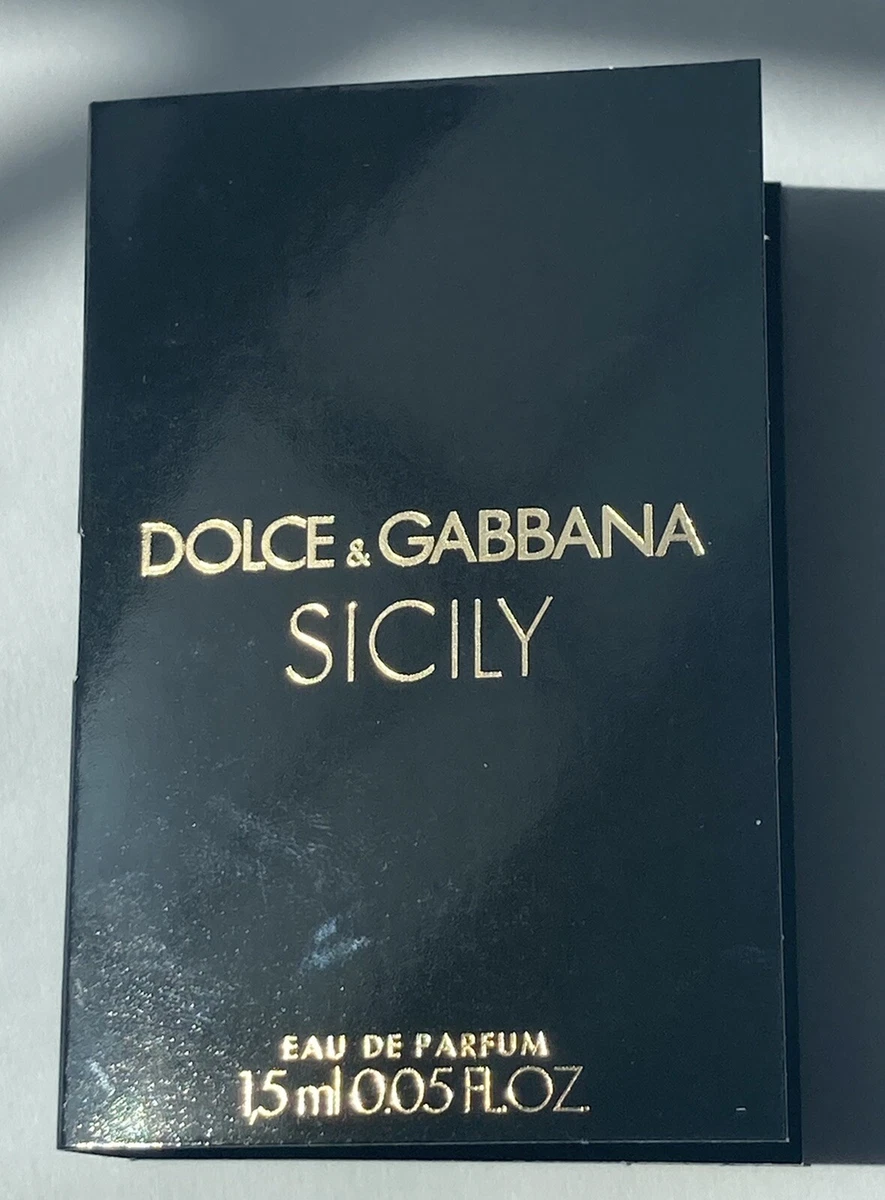 DOLCE & GABBANA
SICILY
EAU DE PARFUM
1,5 ml 0.05 FL.OZ.